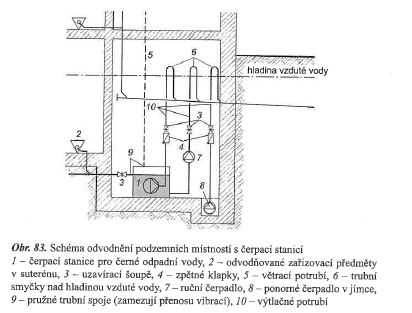 5
6
hladina vzduté vody
10
3
2
9
4
7
3
1
8
Obr. 83. Schéma odvodnění podzemních místností s čerpací stanicí
1 – čerpací stanice pro černé odpadní vody, 2 – odvodňované zařizovací předměty
v suterénu, 3 – uzavírací šoupě, 4 – zpětné klapky, 5 – větrací potrubí, 6 – trubní
smyčky nad hladinou vzduté vody, 7 – ruční čerpadlo, 8 – ponorné čerpadlo v jímce,
9 – pružné trubní spoje (zamezují přenosu vibrací), 10 – výtlačné potrubí